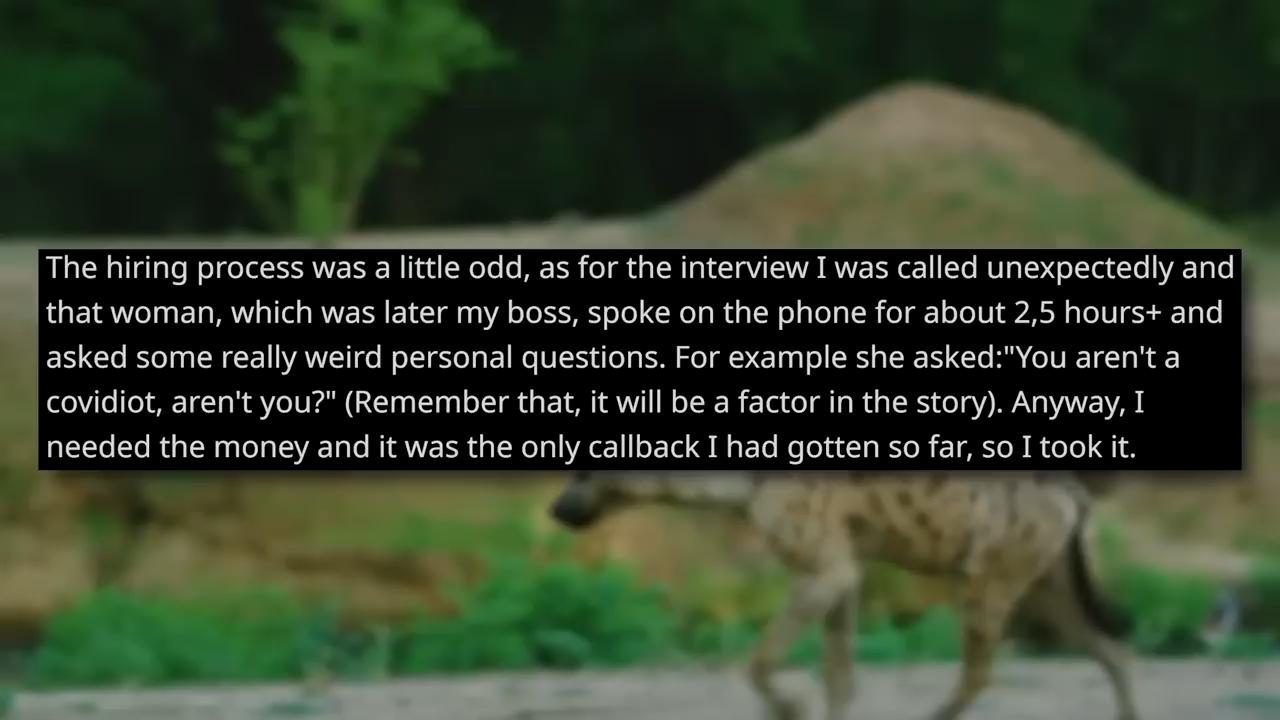 The hiring process was a little odd, as for the interview I was called unexpectedly and
that woman, which was later my boss, spoke on the phone for about 2,5 hours+ and
asked some really weird personal questions. For example she asked:"You aren't a
covidiot, aren't you?" (Remember that, it will be a factor in the story). Anyway, I
needed the money and it was the only callback I had gotten so far, so I took it.